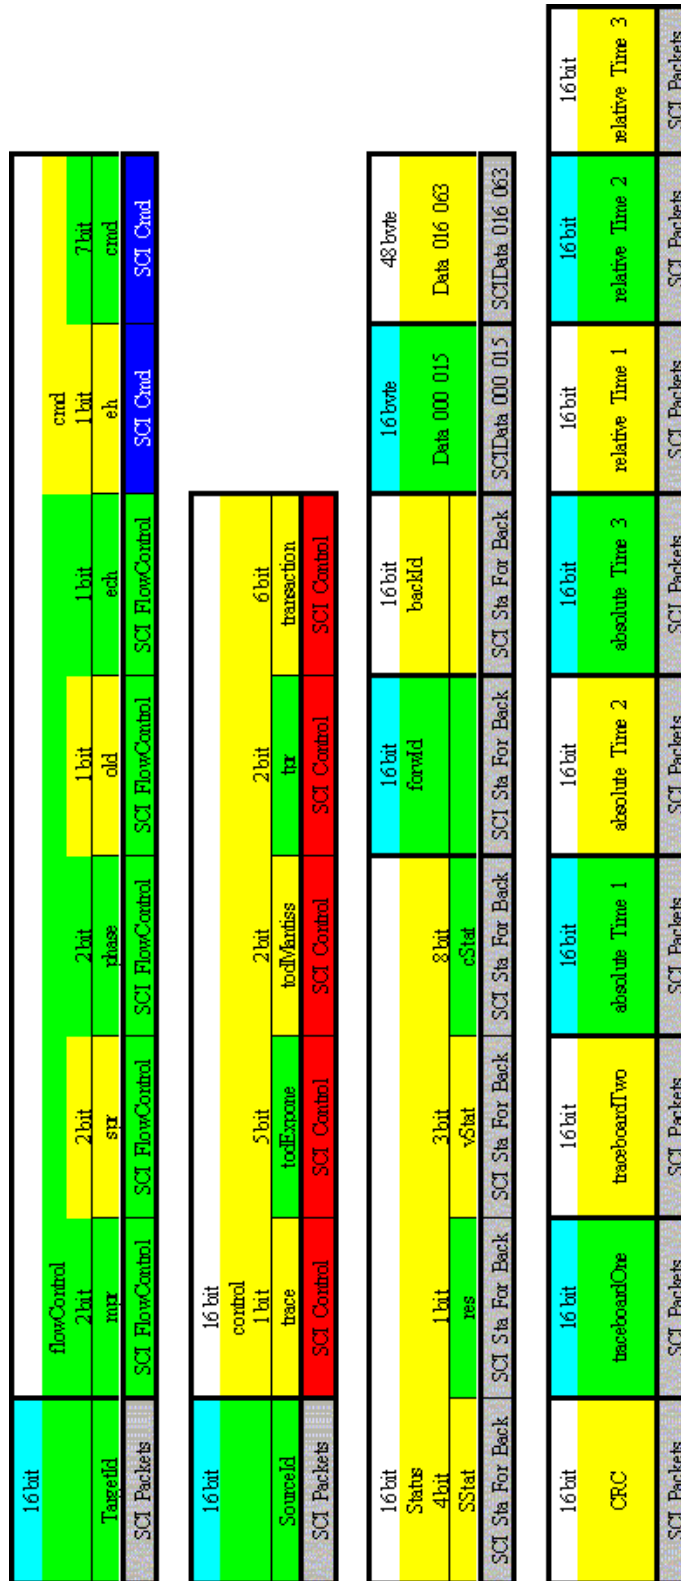 16bit
flowControl cmd
2bit 2bit 2bit 1bit 1bit 1bit 7bit
TargetId mpr spr phase old ech eh cmd
SCI Packets SCI FlowControl SCI FlowControl SCI FlowControl SCI FlowControl SCI FlowControl SCI Cmd SCI Cmd
16bit 16bit
control
1bit 5bit 2bit 2bit 6bit
SourceId trace todExpone todMantiss tpr transaction
SCI Packets SCI Control SCI Control SCI Control SCI Control SCI Control
16bit 16bit 16bit 16bvte 48bvte
Status forwId backId
4bit 1bit 3bit 8bit Data 000 015 Data 016 063
SStat res vStat cStat
SCI Sta For Back SCI Sta For Back SCI Sta For Back SCI Sta For Back SCI Sta For Back SCI Sta For Back SCIData 000 015 SCIData 016 063
16bit 16bit 16bit 16bit 16bit 16bit 16bit 16bit 16bit
CRC traceboardOne traceboardTwo absolute Time 1 absolute Time 2 absolute Time 3 relative Time 1 relative Time 2 relative Time 3
SCI Packets SCI Packets SCI Packets SCI Packets SCI Packets SCI Packets SCI Packets SCI Packets SCI Packets